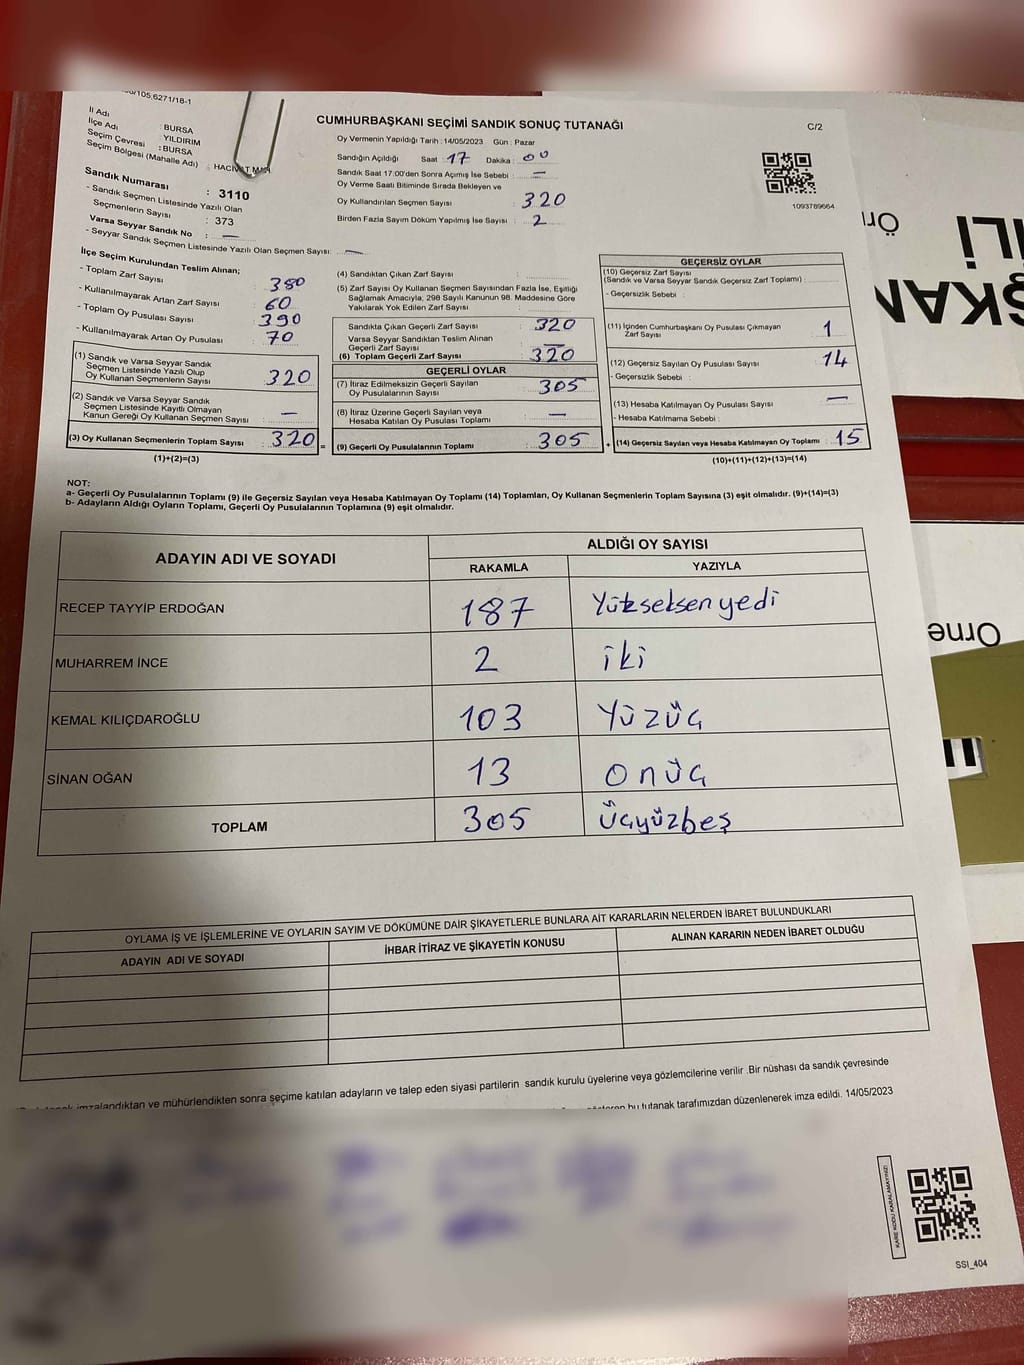 CUMHURBAŞKANI SEÇİMİ SANDIK SONUÇ TUTANAĞI
C/2
İl Adı : BURSA
İlçe Adı : YILDIRIM
Seçim Çevresi : BURSA
Seçim Bölgesi (Mahalle Adı) :
Sandık Numarası : 3110
- Sandık Seçmen Listesinde Yazılı Olan
Seçmenlerin Sayısı : 373
Varsa Seyyar Sandık No : —
- Seyyar Sandık Seçmen Listesinde Yazılı Olan Seçmen Sayısı: —
Oy Vermenin Yapıldığı Tarih : 14/05/2023 Gün : Pazar
Sandığın Açıldığı Saat 17 Dakika : 00
Sandık Saat 17:00'den Sonra Açımış İse Sebebi : —
Oy Verme Saati Bitiminde Sırada Bekleyen ve
Oy Kullandırılan Seçmen Sayısı : 320
Birden Fazla Sayım Döküm Yapılmış İse Sayısı : 2
1093789664
İlçe Seçim Kurulundan Teslim Alınan;
- Toplam Zarf Sayısı : 380
- Kullanılmayarak Artan Zarf Sayısı : 60
- Toplam Oy Pusulası Sayısı : 390
- Kullanılmayarak Artan Oy Pusulası : 70
(1) Sandık ve Varsa Seyyar Sandık
Seçmen Listesinde Yazılı Olup
Oy Kullanan Seçmenlerin Sayısı : 320
(2) Sandık ve Varsa Seyyar Sandık
Seçmen Listesinde Kayıtlı Olmayan
Kanun Gereği Oy Kullanan Seçmen Sayısı : —
(3) Oy Kullanan Seçmenlerin Toplam Sayısı : 320 =
(1)+(2)=(3)
(4) Sandıktan Çıkan Zarf Sayısı :
(5) Zarf Sayısı Oy Kullanan Seçmen Sayısından Fazla İse, Eşitliği
Sağlamak Amacıyla, 298 Sayılı Kanunun 98. Maddesine Göre
Yakılarak Yok Edilen Zarf Sayısı :
Sandıkta Çıkan Geçerli Zarf Sayısı : 320
Varsa Seyyar Sandıktan Teslim Alınan
Geçerli Zarf Sayısı : —
(6) Toplam Geçerli Zarf Sayısı : 320
GEÇERLİ OYLAR
(7) İtiraz Edilmeksizin Geçerli Sayılan
Oy Pusulalarının Sayısı : 305
(8) İtiraz Üzerine Geçerli Sayılan veya
Hesaba Katılan Oy Pusulası Toplamı : —
(9) Geçerli Oy Pusulalarının Toplamı : 305 +
GEÇERSİZ OYLAR
(10) Geçersiz Zarf Sayısı
(Sandık ve Varsa Seyyar Sandık Geçersiz Zarf Toplamı) :
- Geçersizlik Sebebi :
(11) İçinden Cumhurbaşkanı Oy Pusulası Çıkmayan
Zarf Sayısı : 1
(12) Geçersiz Sayılan Oy Pusulası Sayısı : 14
- Geçersizlik Sebebi :
(13) Hesaba Katılmayan Oy Pusulası Sayısı : —
- Hesaba Katılmama Sebebi :
(14) Geçersiz Sayılan veya Hesaba Katılmayan Oy Toplamı : 15
(10)+(11)+(12)+(13)=(14)
NOT:
a- Geçerli Oy Pusulalarının Toplamı (9) ile Geçersiz Sayılan veya Hesaba Katılmayan Oy Toplamı (14) Toplamları, Oy Kullanan Seçmenlerin Toplam Sayısına (3) eşit olmalıdır. (9)+(14)=(3)
b- Adayların Aldığı Oyların Toplamı, Geçerli Oy Pusulalarının Toplamına (9) eşit olmalıdır.
ADAYIN ADI VE SOYADI ALDIĞI OY SAYISI
RAKAMLA YAZIYLA
RECEP TAYYİP ERDOĞAN 187 Yükseksenyedi
MUHARREM İNCE 2 iki
KEMAL KILIÇDAROĞLU 103 Yüzüç
SİNAN OĞAN 13 onüç
TOPLAM 305 üçyüzbeş
OYLAMA İŞ VE İŞLEMLERİNE VE OYLARIN SAYIM VE DÖKÜMÜNE DAİR ŞİKAYETLERLE BUNLARA AİT KARARLARIN NELERDEN İBARET BULUNDUKLARI
ADAYIN ADI VE SOYADI İHBAR İTİRAZ VE ŞİKAYETİN KONUSU ALINAN KARARIN NEDEN İBARET OLDUĞU
imzalandıktan ve mühürlendikten sonra seçime katılan adayların ve talep eden siyasi partilerin sandık kurulu üyelerine veya gözlemcilerine verilir .Bir nüshası da sandık çevresinde
bu tutanak tarafımızdan düzenlenerek imza edildi. 14/05/2023
KARE KODU KARALAMAYINIZ!
SSI_404